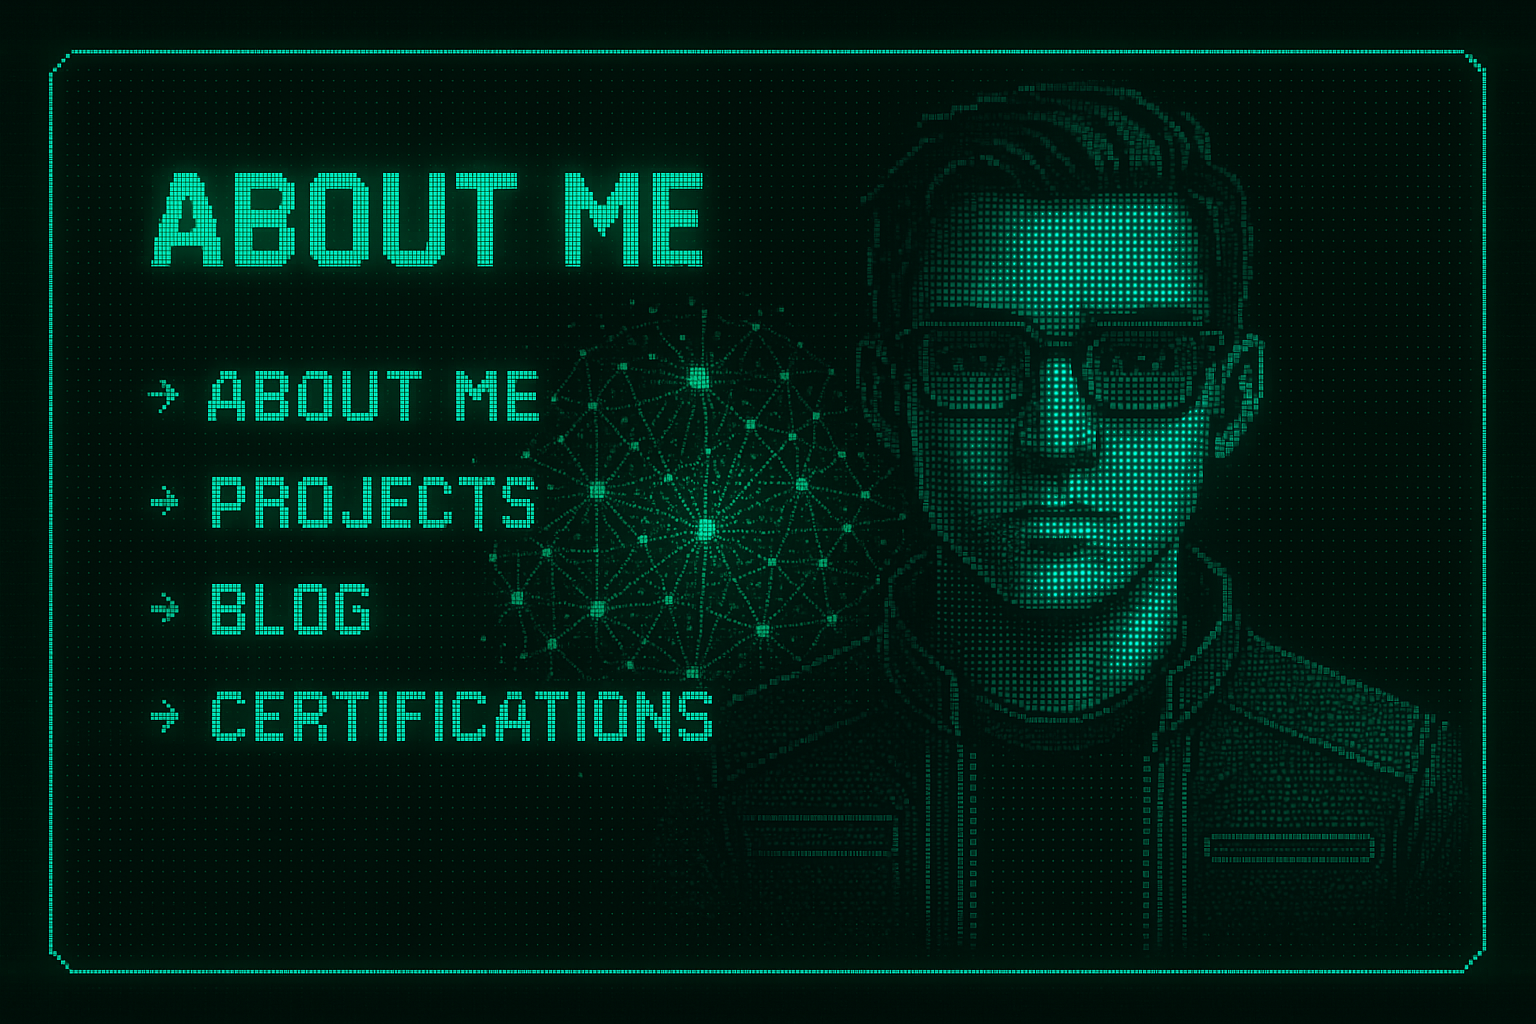 ABOUT ME
→ ABOUT ME
→ PROJECTS
→ BLOG
→ CERTIFICATIONS